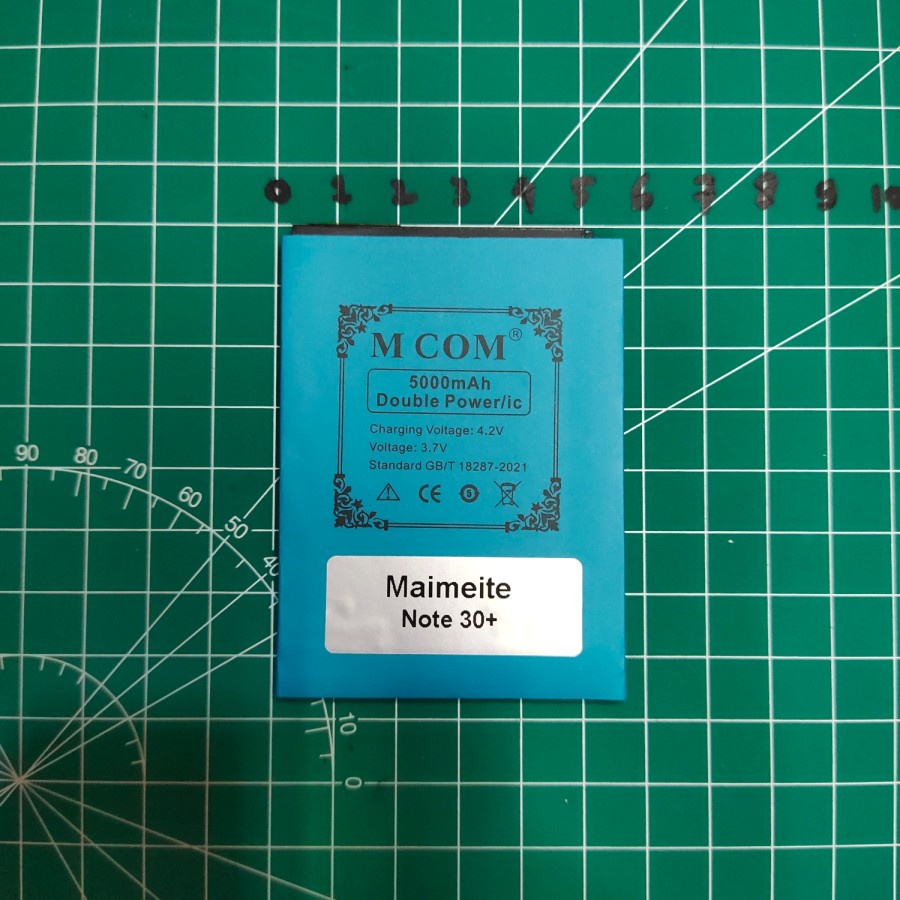 0 1 2 3 4 5 6 7 8 9 10
M COM®
5000mAh
Double Power/ic
Charging Voltage: 4.2V
Voltage: 3.7V
Standard GB/T 18287-2021
CE 5
Maimeite
Note 30+
90 80 70 60 50 40
10
0